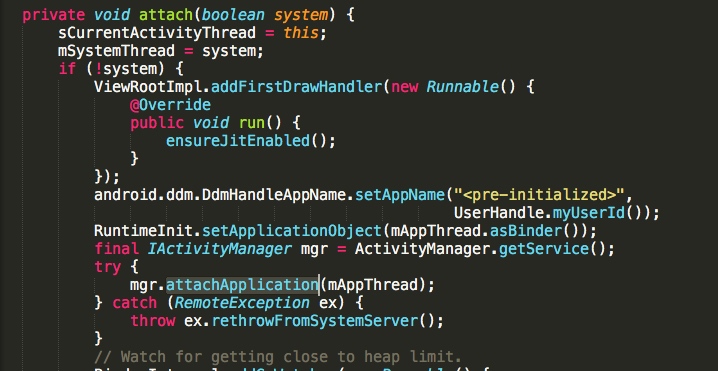 private void attach(boolean system) {
sCurrentActivityThread = this;
mSystemThread = system;
if (!system) {
ViewRootImpl.addFirstDrawHandler(new Runnable() {
@Override
public void run() {
ensureJitEnabled();
}
});
android.ddm.DdmHandleAppName.setAppName("<pre-initialized>",
UserHandle.myUserId());
RuntimeInit.setApplicationObject(mAppThread.asBinder());
final IActivityManager mgr = ActivityManager.getService();
try {
mgr.attachApplication(mAppThread);
} catch (RemoteException ex) {
throw ex.rethrowFromSystemServer();
}
// Watch for getting close to heap limit.